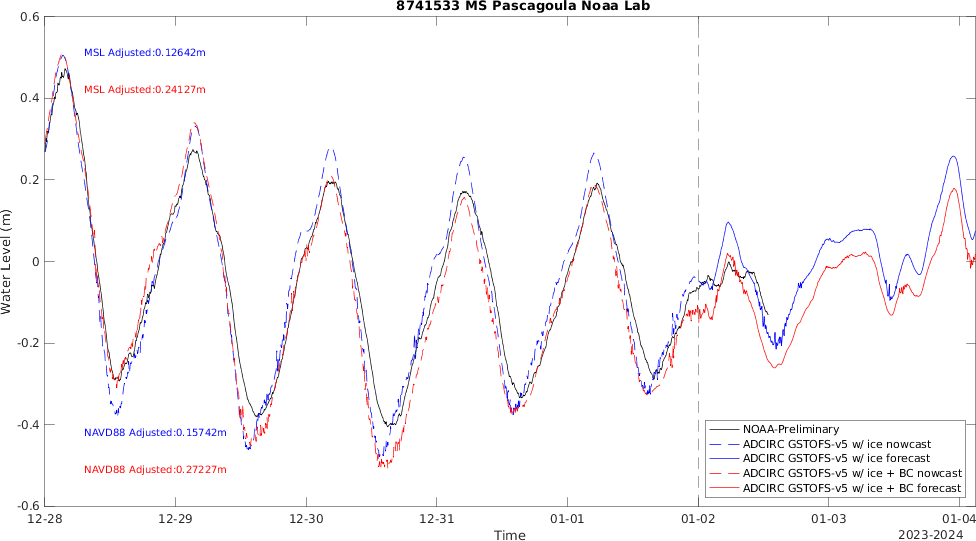 8741533 MS Pascagoula Noaa Lab
0.6
0.4
0.2
0
-0.2
-0.4
-0.6
Water Level (m)
MSL Adjusted:0.12642m
MSL Adjusted:0.24127m
NAVD88 Adjusted:0.15742m
NAVD88 Adjusted:0.27227m
NOAA-Preliminary
ADCIRC GSTOFS-v5 w/ ice nowcast
ADCIRC GSTOFS-v5 w/ ice forecast
ADCIRC GSTOFS-v5 w/ ice + BC nowcast
ADCIRC GSTOFS-v5 w/ ice + BC forecast
12-28 12-29 12-30 12-31 01-01 01-02 01-03 01-04
Time
2023-2024